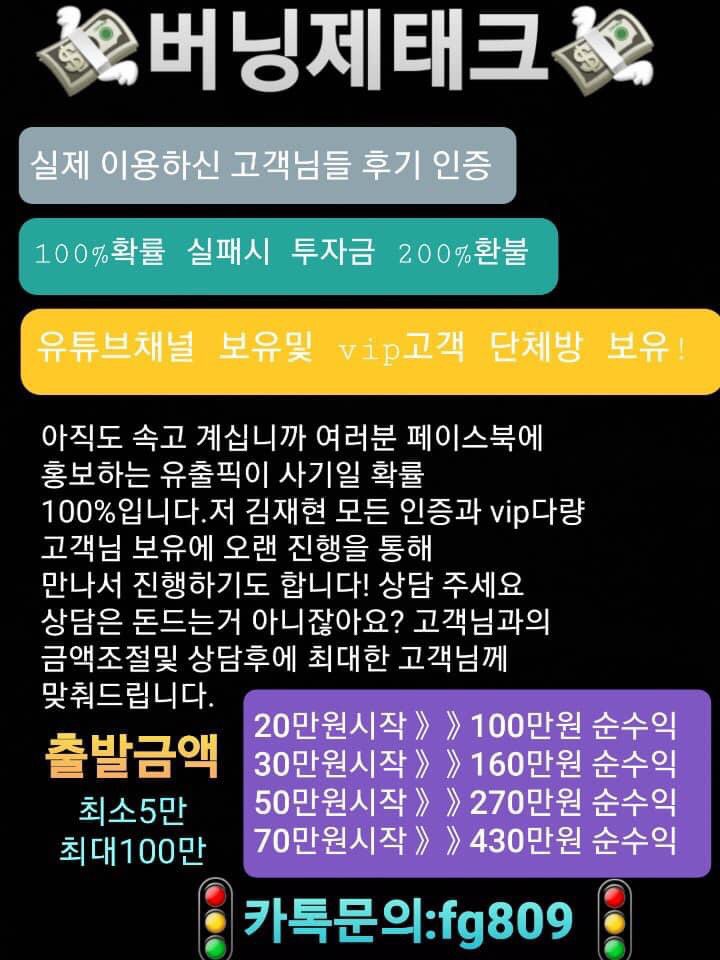 버닝제태크
실제 이용하신 고객님들 후기 인증
100%확률 실패시 투자금 200%환불
유튜브채널 보유및 vip고객 단체방 보유!
아직도 속고 계십니까 여러분 페이스북에
홍보하는 유출픽이 사기일 확률
100%입니다.저 김재현 모든 인증과 vip다량
고객님 보유에 오랜 진행을 통해
만나서 진행하기도 합니다! 상담 주세요
상담은 돈드는거 아니잖아요? 고객님과의
금액조절및 상담후에 최대한 고객님께
맞춰드립니다.
출발금액
최소5만
최대100만
20만원시작 》》100만원 순수익
30만원시작 》》160만원 순수익
50만원시작 》》270만원 순수익
70만원시작 》》430만원 순수익
카톡문의:fg809